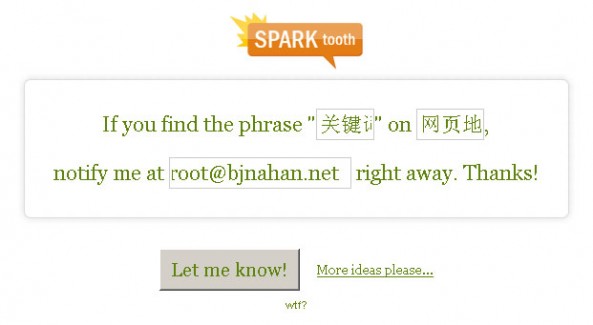 SPARK tooth
If you find the phrase "关键" on 网页地,
notify me at root@bjnahan.net right away. Thanks!
Let me know! More ideas please...
wtf?